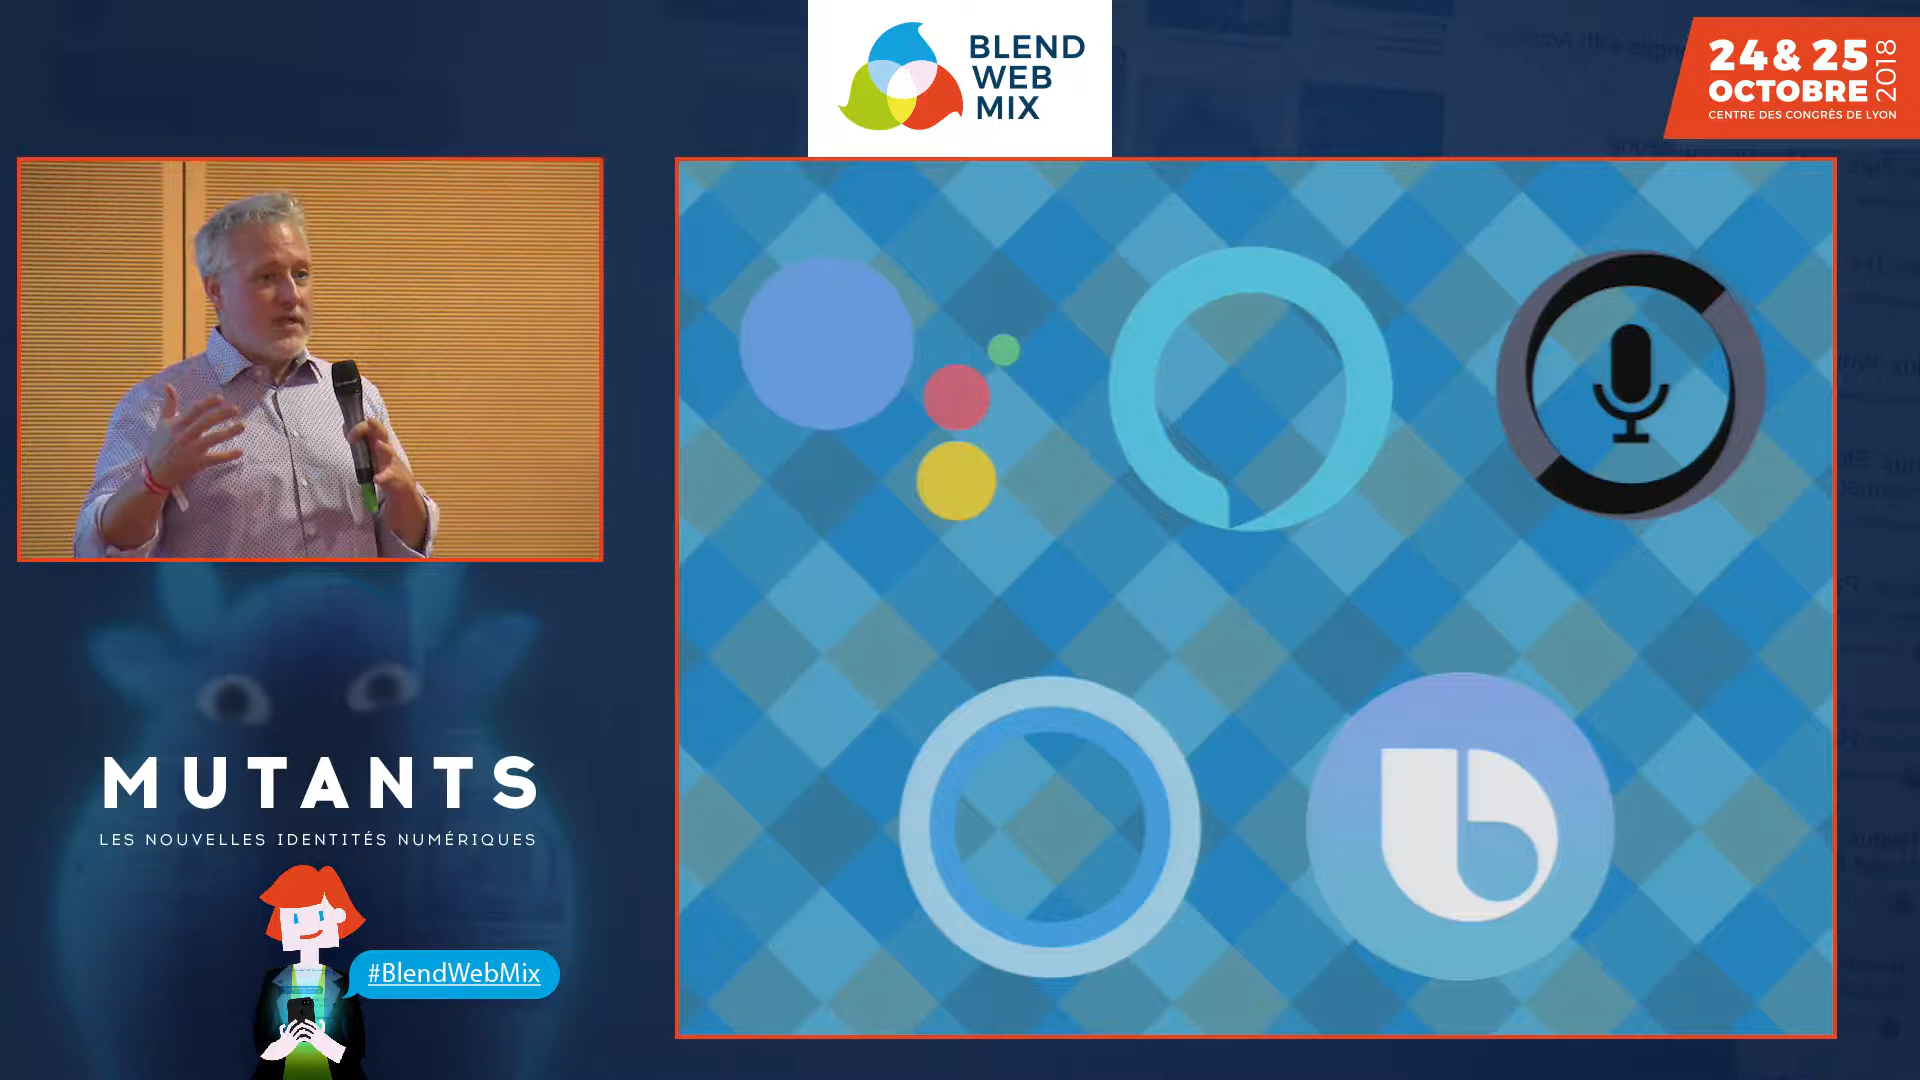 BLEND
WEB
MIX
24 & 25
OCTOBRE
2018
CENTRE DES CONGRÈS DE LYON
MUTANTS
LES NOUVELLES IDENTITÉS NUMÉRIQUES
#BlendWebMix